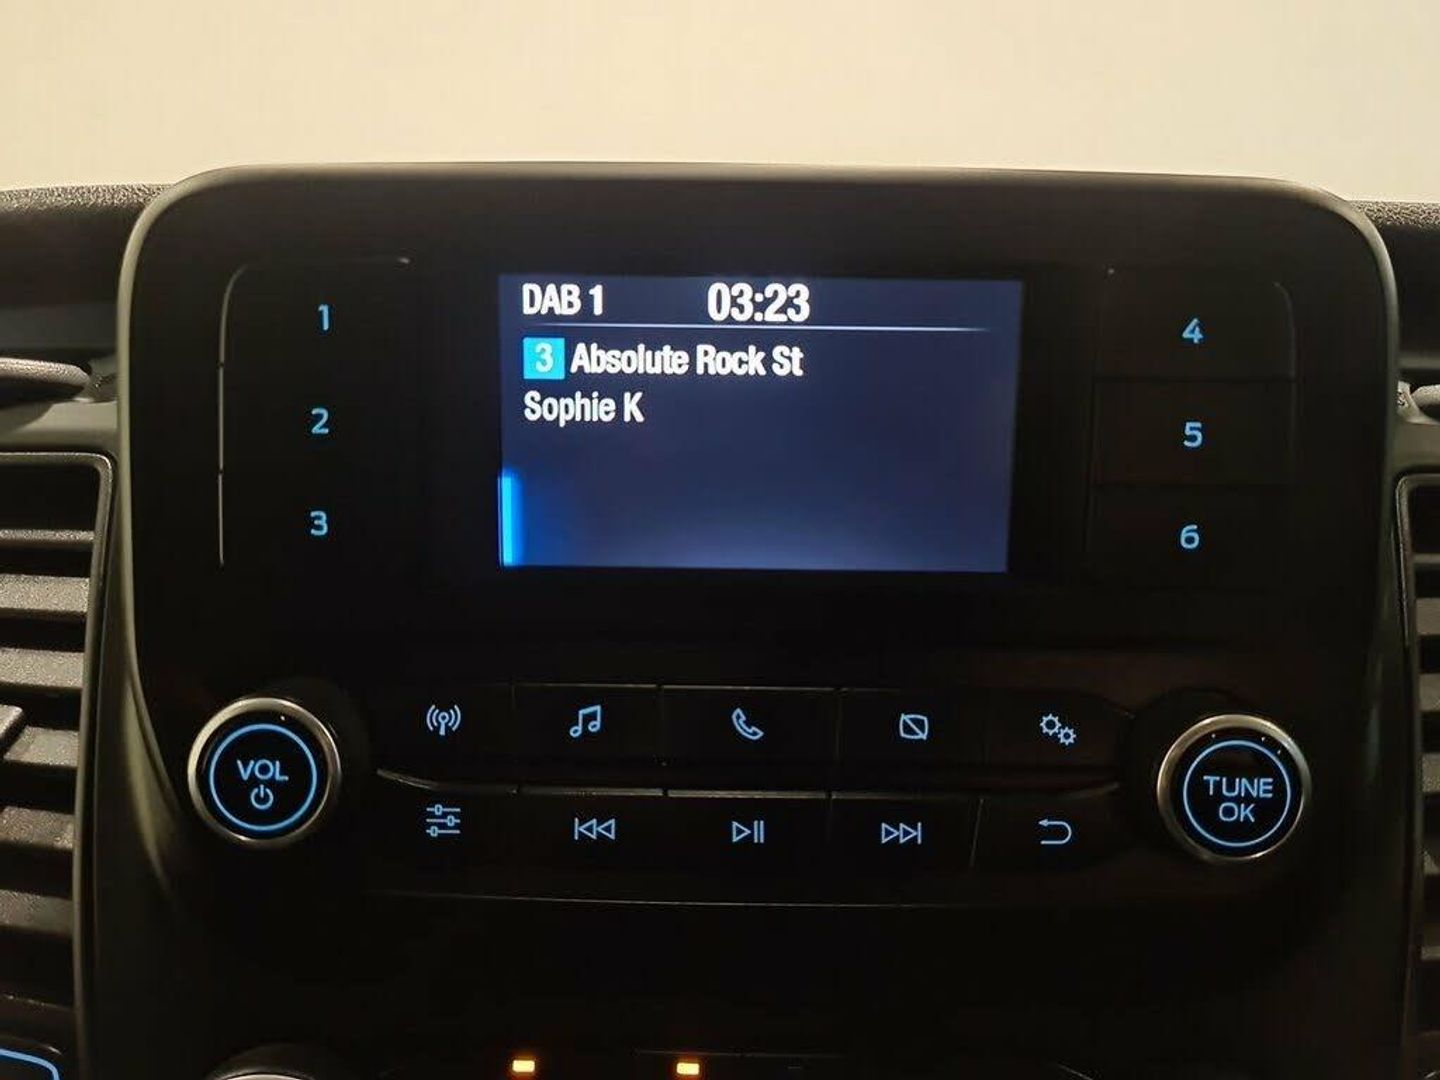 DAB 1 03:23
3 Absolute Rock St
Sophie K
1
2
3
4
5
6
VOL
TUNE
OK